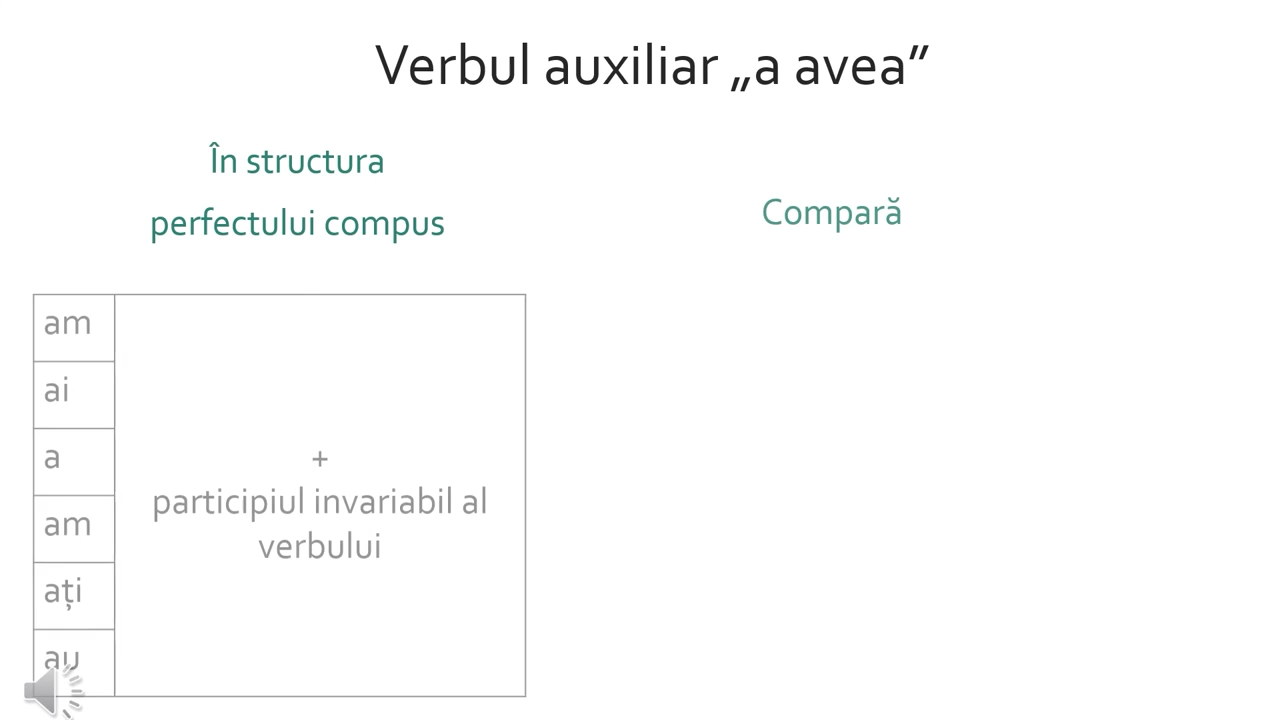 Verbul auxiliar „a avea”
În structura
perfectului compus
Compară
am
ai
a
am
ați
au
+
participiul invariabil al
verbului